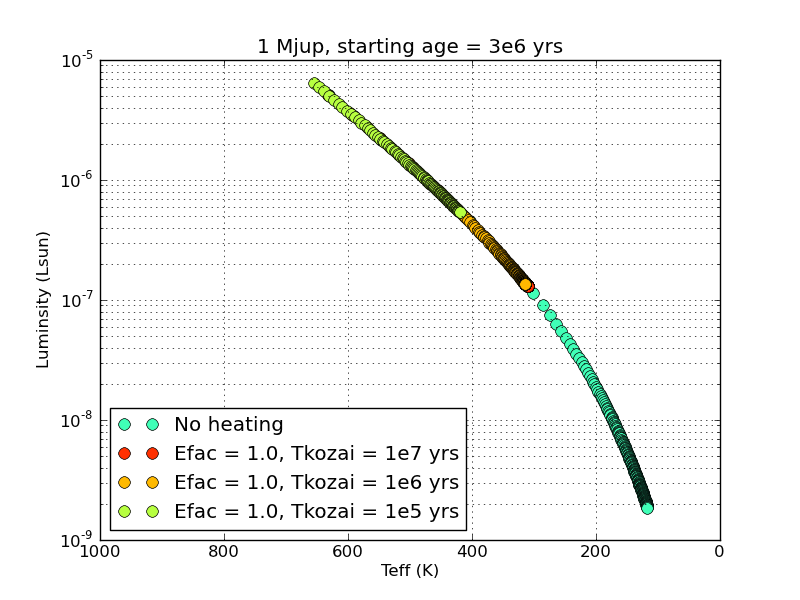 1 Mjup, starting age = 3e6 yrs
10^-5
10^-6
10^-7
10^-8
10^-9
Luminsity (Lsun)
No heating
Efac = 1.0, Tkozai = 1e7 yrs
Efac = 1.0, Tkozai = 1e6 yrs
Efac = 1.0, Tkozai = 1e5 yrs
1000 800 600 400 200 0
Teff (K)